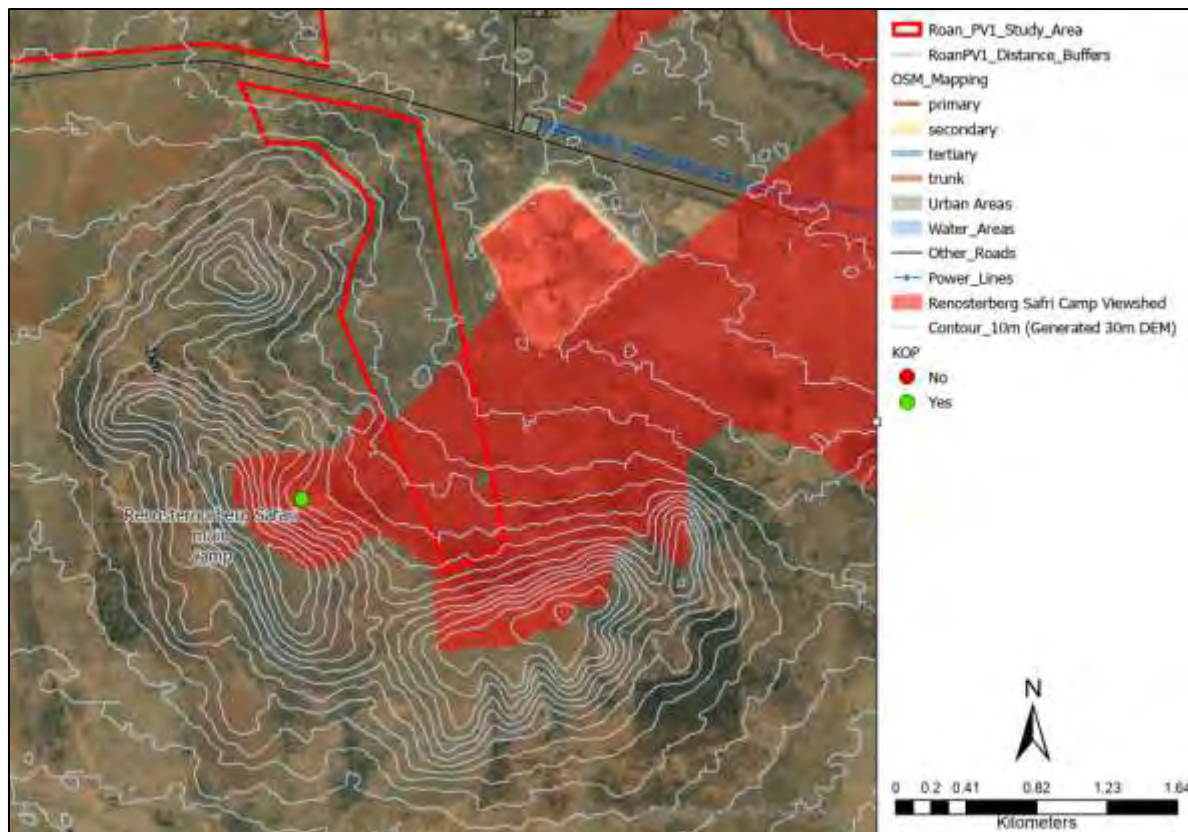 Roan_PV1_Study_Area
RoanPV1_Distance_Buffers
OSM_Mapping
primary
secondary
tertiary
trunk
Urban Areas
Water_Areas
Other_Roads
Power_Lines
Renosterberg Safri Camp Viewshed
Contour_10m (Generated 30m DEM)
KOP
No
Yes
Safari
camp
N
0 0.2 0.41 0.82 1.23 1.64
Kilometers